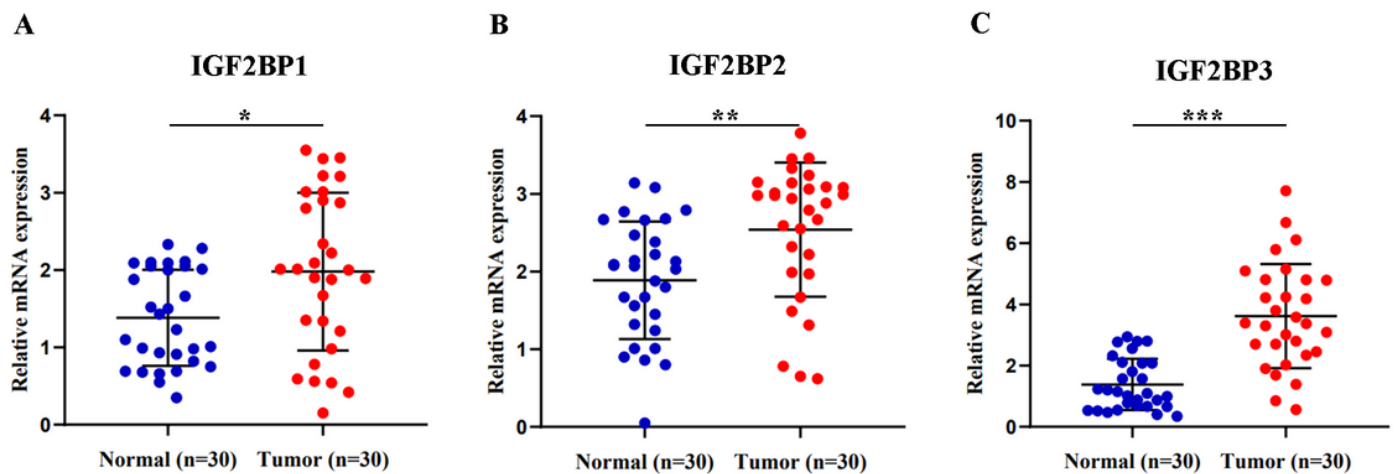 A
IGF2BP1
Relative mRNA expression
4
3
2
1
0
*
Normal (n=30) Tumor (n=30)
B
IGF2BP2
Relative mRNA expression
4
3
2
1
0
**
Normal (n=30) Tumor (n=30)
C
IGF2BP3
Relative mRNA expression
10
8
6
4
2
0
***
Normal (n=30) Tumor (n=30)